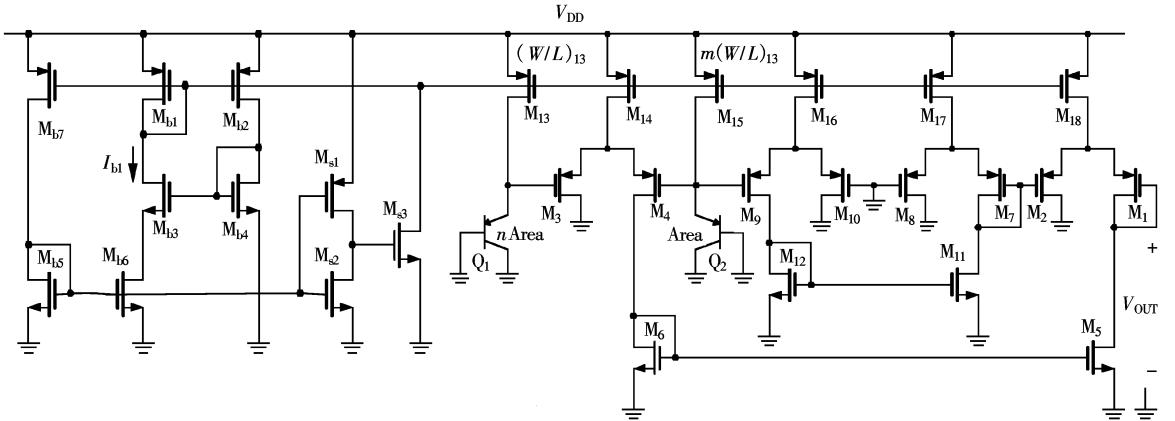 V_DD
(W/L)_13
m(W/L)_13
M_b7
M_b1
M_b2
M_13
M_14
M_15
M_16
M_17
M_18
I_b1
M_s1
M_b3
M_b4
M_s3
M_3
M_4
M_9
M_10
M_8
M_7
M_2
M_1
n Area
Area
Q_1
Q_2
M_b5
M_b6
M_s2
M_12
M_11
+
V_OUT
M_6
M_5
−